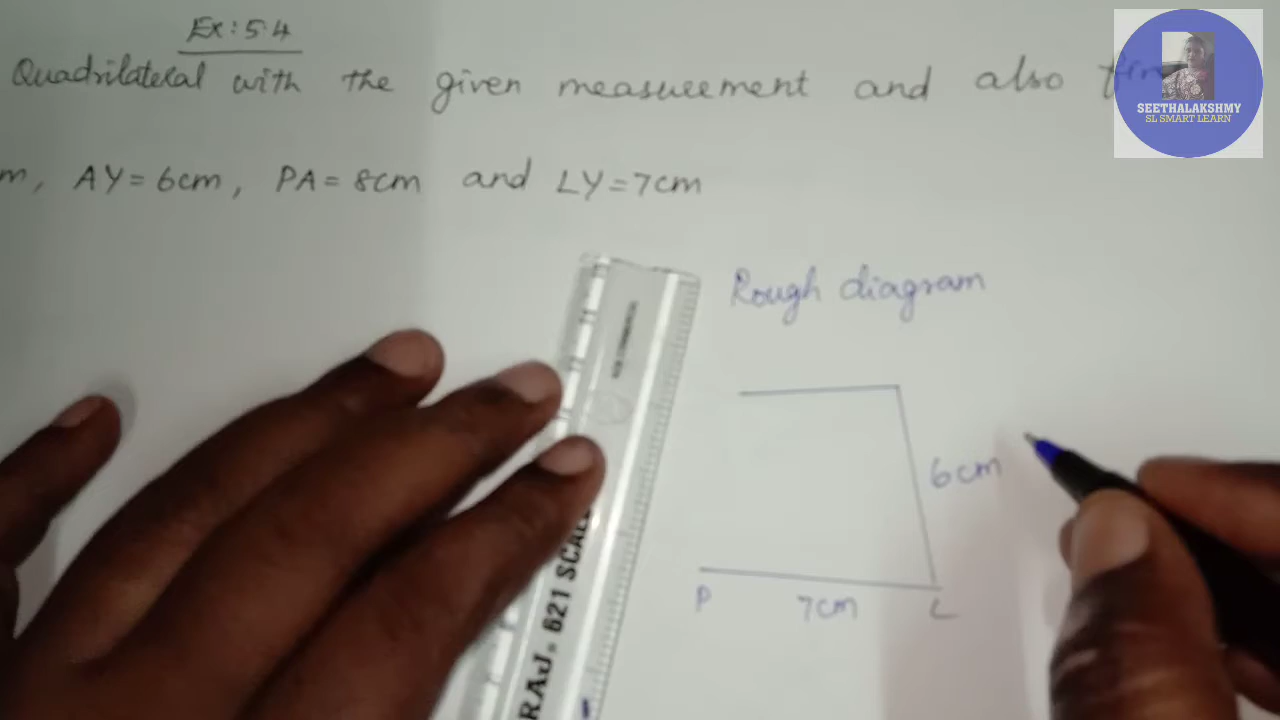 Ex: 5.4
Quadrilateral with the given measurement and also
m, AY = 6cm, PA = 8cm and LY = 7cm
SEETHALAKSHMY
SL SMART LEARN
Rough diagram
6cm
P 7cm L
RAJ. 621 SCALE